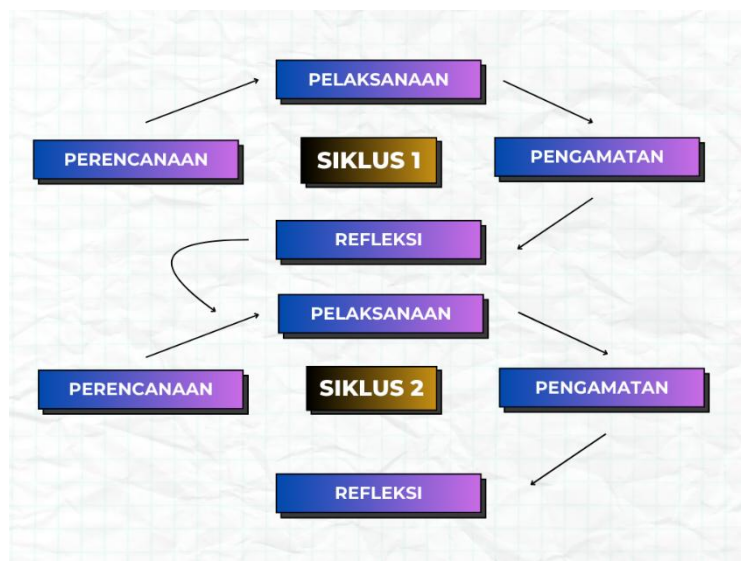 PELAKSANAAN
PERENCANAAN
SIKLUS 1
PENGAMATAN
REFLEKSI
PELAKSANAAN
PERENCANAAN
SIKLUS 2
PENGAMATAN
REFLEKSI